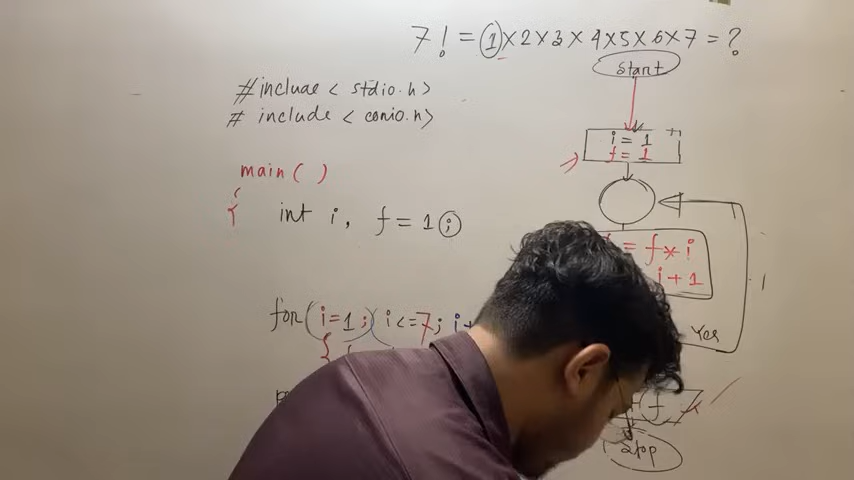 7! = 1×2×3×4×5×6×7 = ?
#include < stdio.h>
# include < conio.h>
main ( )
{
int i, f = 1;
for(i=1; i<=7; i+
{
Start
i = 1
f = 1
= f * i
i + 1
Yes
f
Stop